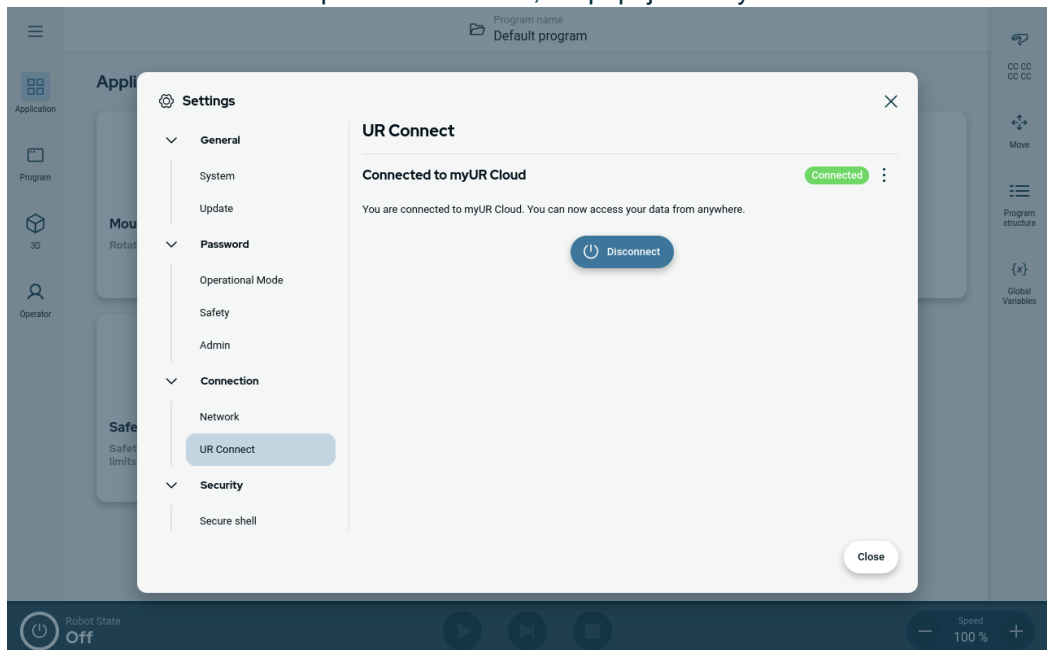 Program name
Default program
Application
Program
3D
Operator
Appli
Mou
Rotat
Safe
Safet
limits
Settings
General
System
Update
Password
Operational Mode
Safety
Admin
Connection
Network
UR Connect
Security
Secure shell
UR Connect
Connected to myUR Cloud
Connected
You are connected to myUR Cloud. You can now access your data from anywhere.
Disconnect
Close
CC CC
CC CC
Move
Program
structure
{x}
Global
Variables
Robot State
Off
Speed
100 %